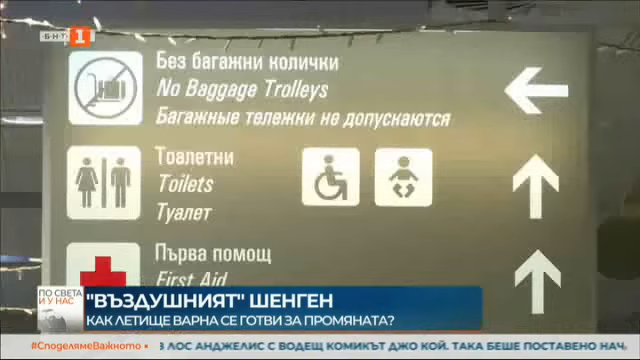 БНТ 1
Без багажни колички
No Baggage Trolleys
Багажные тележки не допускаются
Тоалетни
Toilets
Туалет
Първа помощ
First Aid
ПО СВЕТА
И У НАС
"ВЪЗДУШНИЯТ" ШЕНГЕН
КАК ЛЕТИЩЕ ВАРНА СЕ ГОТВИ ЗА ПРОМЯНАТА?
#СподелямеВажното
В ЛОС АНДЖЕЛИС С ВОДЕЩ КОМИКЪТ ДЖО КОЙ. ТАКА БЕШЕ ПОСТАВЕНО НАЧ